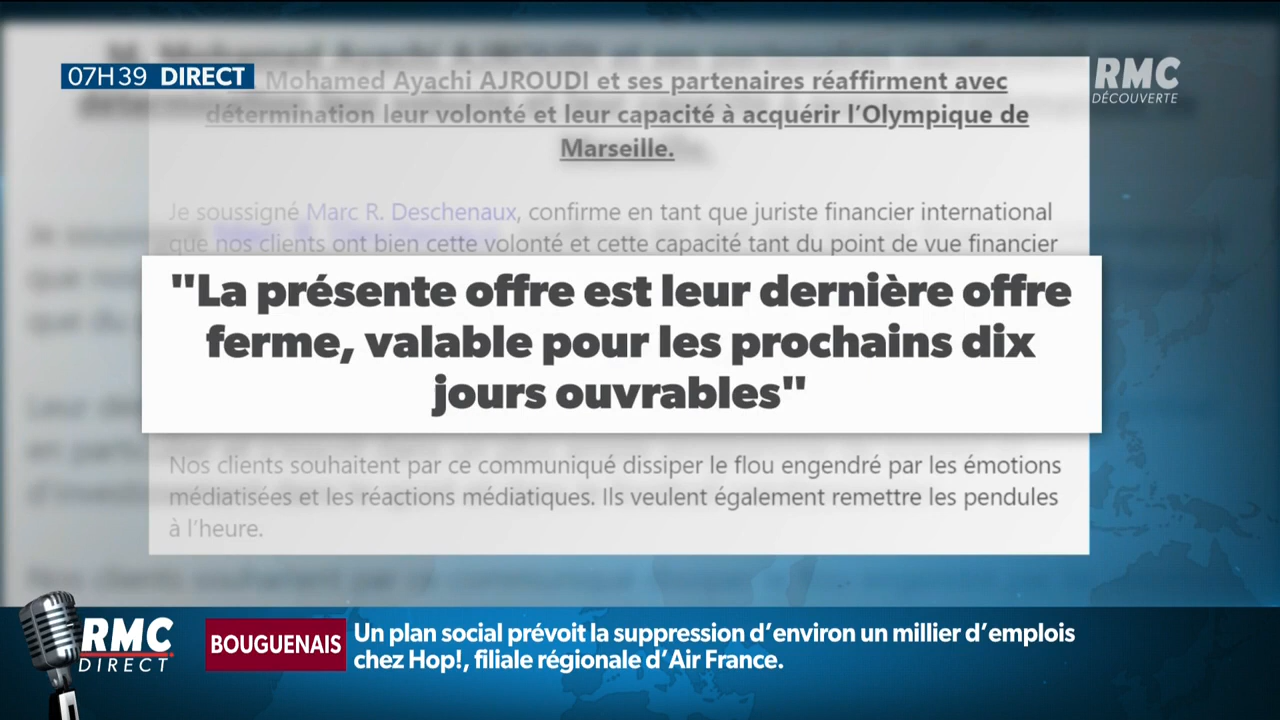 07H39 DIRECT
Mohamed Ayachi AJROUDI et ses partenaires réaffirment avec
détermination leur volonté et leur capacité à acquérir l’Olympique de
Marseille.
RMC
DÉCOUVERTE
Je soussigné Marc R. Deschenaux, confirme en tant que juriste financier international
que nos clients ont bien cette volonté et cette capacité tant du point de vue financier
"La présente offre est leur dernière offre
ferme, valable pour les prochains dix
jours ouvrables"
Nos clients souhaitent par ce communiqué dissiper le flou engendré par les émotions
médiatisées et les réactions médiatiques. Ils veulent également remettre les pendules
à l’heure.
RMC
DIRECT
BOUGUENAIS
Un plan social prévoit la suppression d’environ un millier d’emplois
chez Hop!, filiale régionale d’Air France.